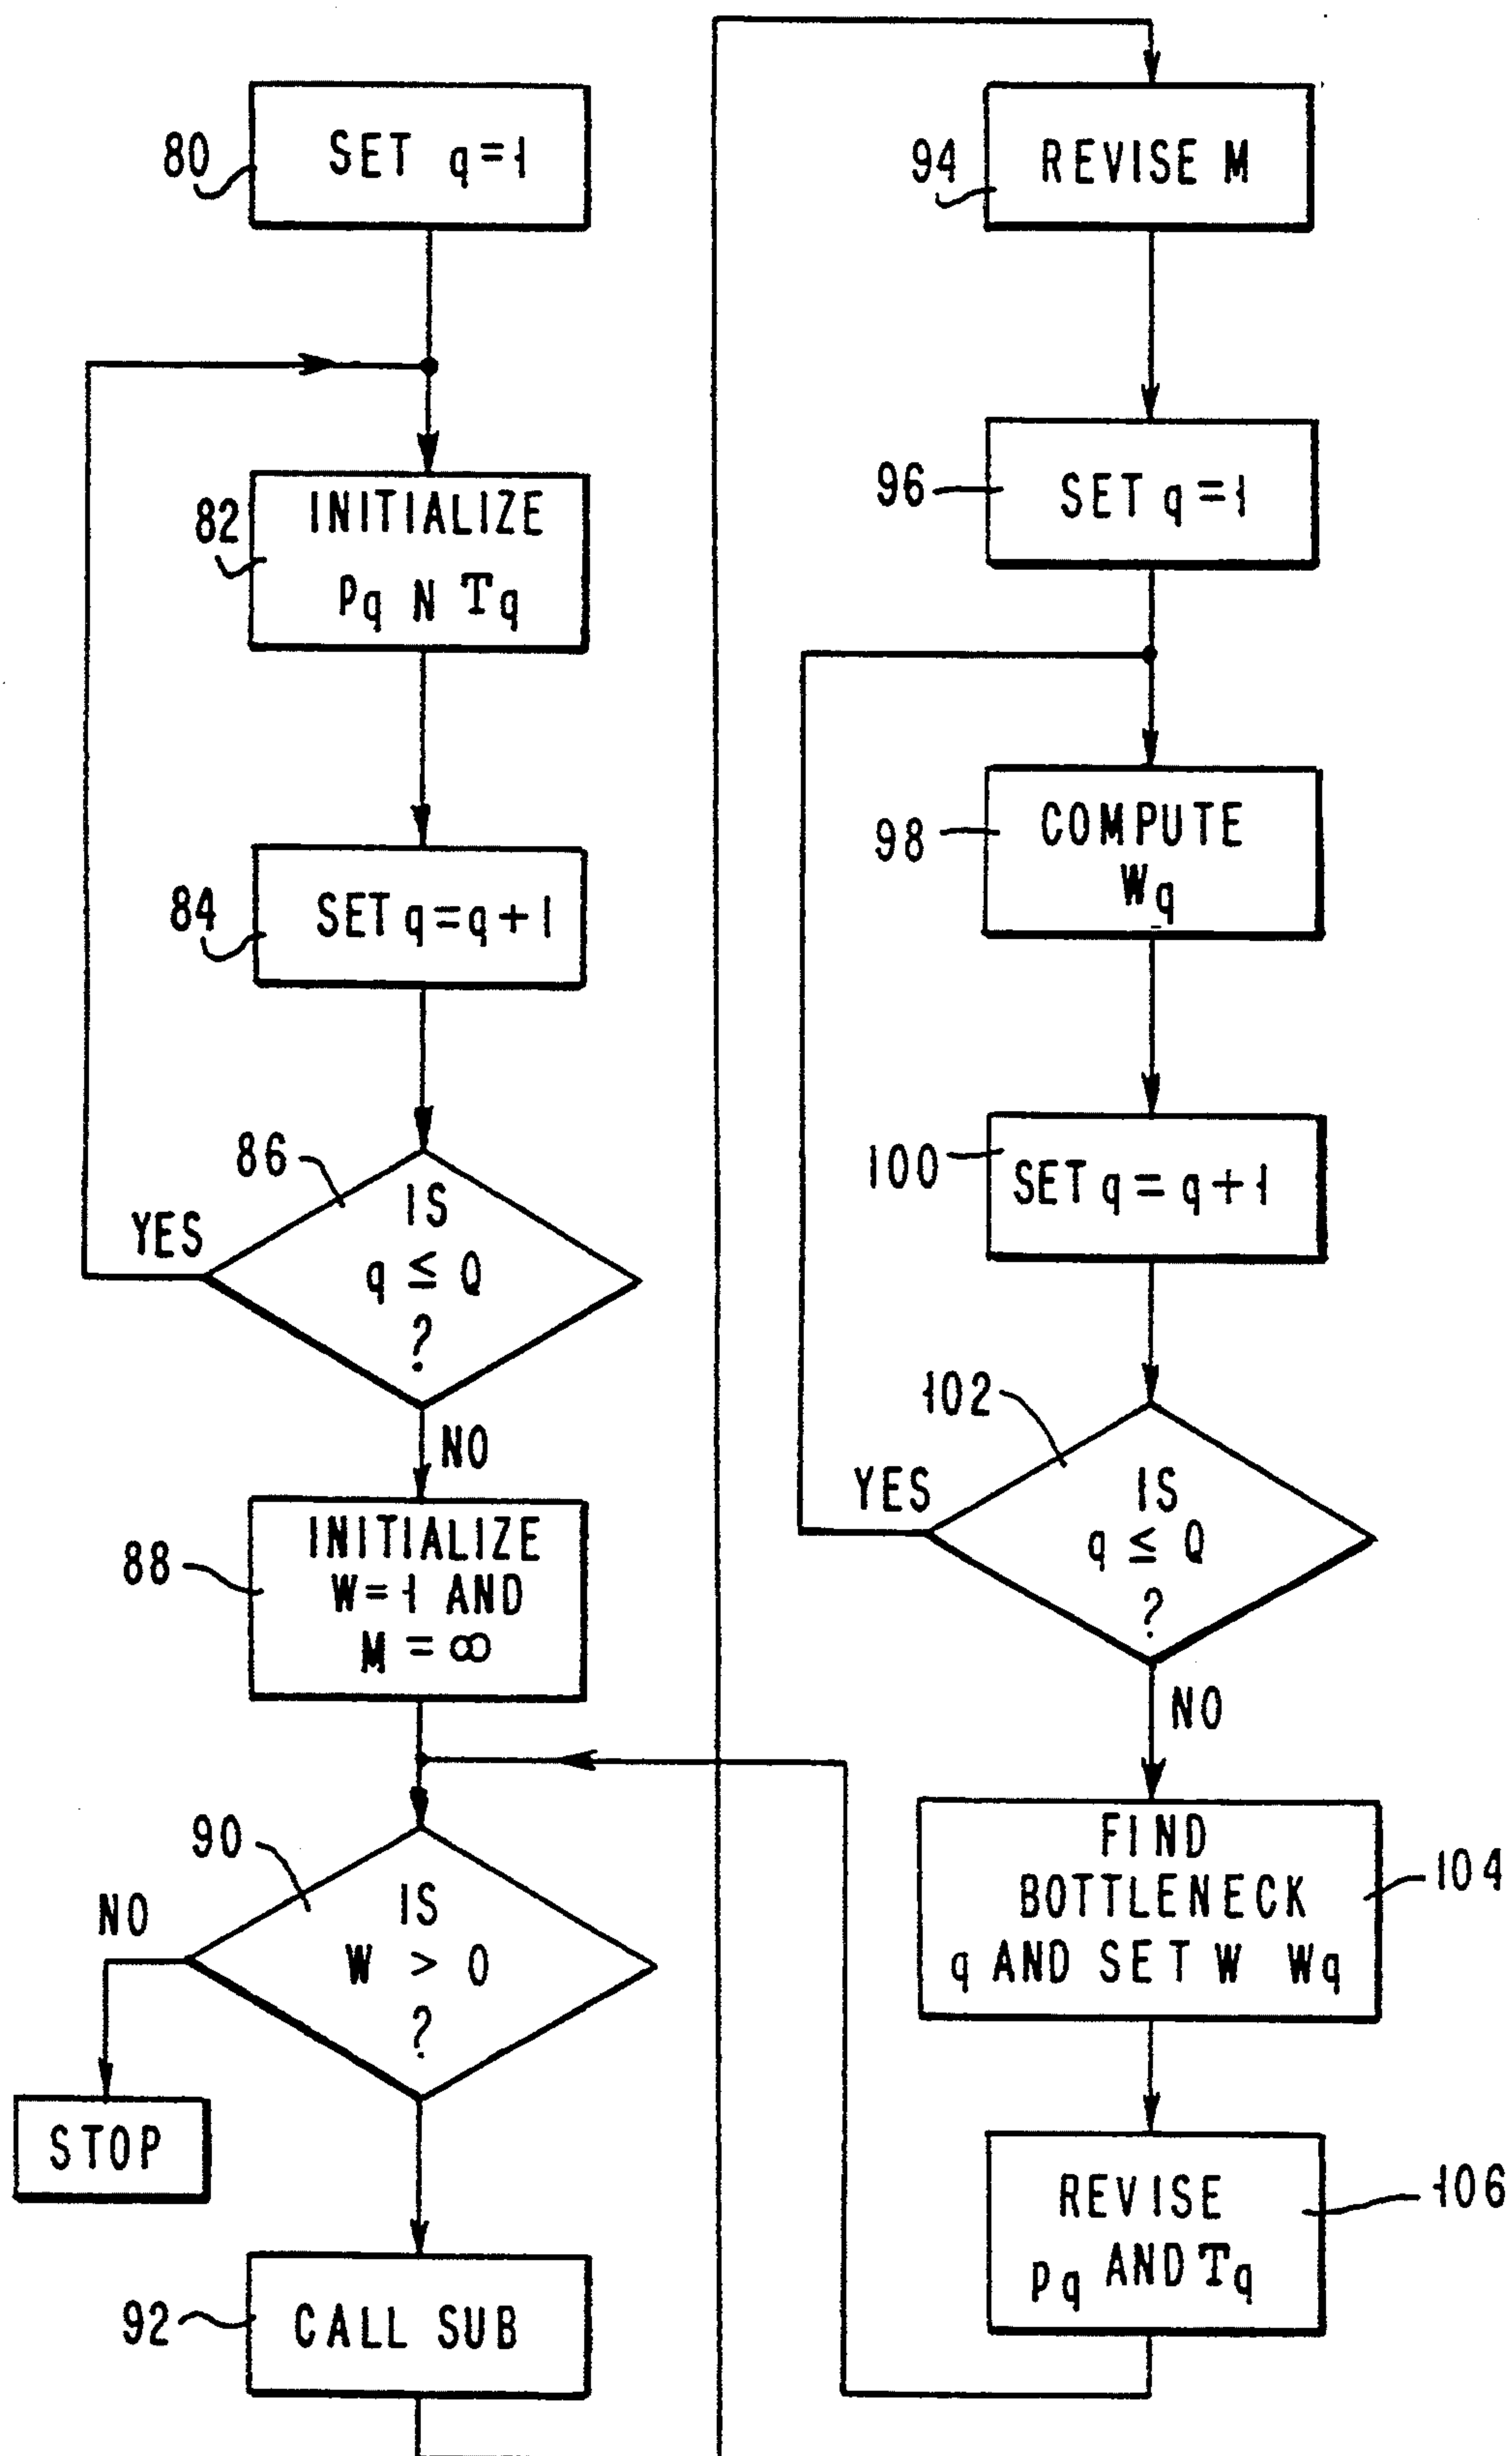 80
SET q = 1
82
INITIALIZE
Pq N Tq
84
SET q = q + 1
86
IS
q ≤ Q
?
YES
NO
88
INITIALIZE
W = 1 AND
M = ∞
90
IS
W > 0
?
NO
STOP
92
CALL SUB
94
REVISE M
96
SET q = 1
98
COMPUTE
Wq
100
SET q = q + 1
102
IS
q ≤ Q
?
YES
NO
104
FIND
BOTTLENECK
q AND SET W Wq
106
REVISE
Pq AND Tq